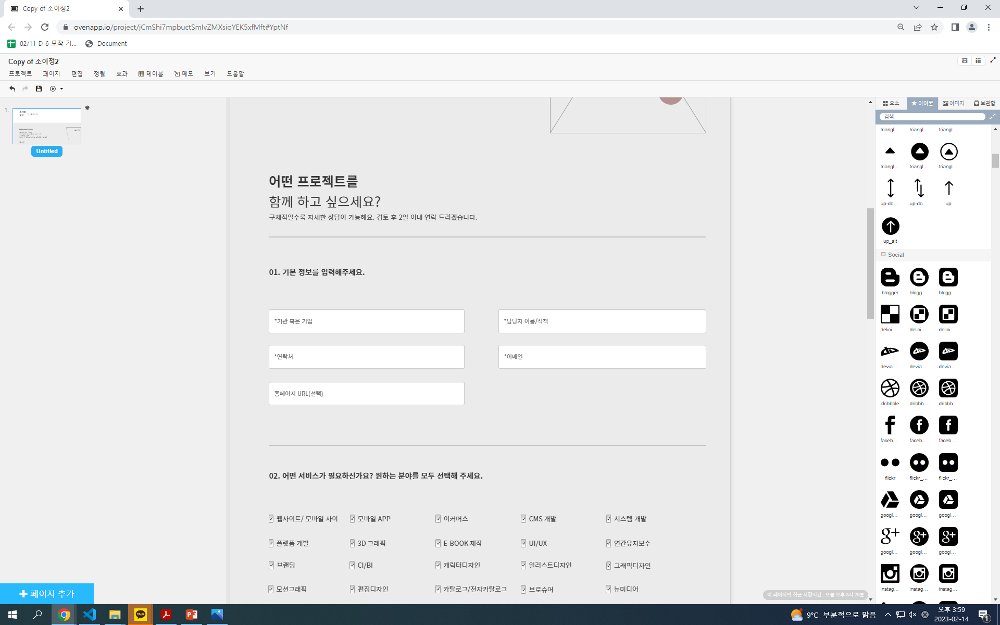 Copy of 소이정2
ovenapp.io/project/jCmShi7mpbuctSmIvZMXsioYEK5xfMft#YptNf
02/11 D-6 모작 기...
Document
Copy of 소이정2
프로젝트 페이지 편집 정렬 효과 테이블 메모 보기 도움말
1.
Untitled
페이지 추가
어떤 프로젝트를
함께 하고 싶으세요?
구체적일수록 자세한 상담이 가능해요. 검토 후 2일 이내 연락 드리겠습니다.
01. 기본 정보를 입력해주세요.
*기관 혹은 기업
*담당자 이름/직책
*연락처
*이메일
홈페이지 URL(선택)
02. 어떤 서비스가 필요하신가요? 원하는 분야를 모두 선택해 주세요.
웹사이트/ 모바일 사이 모바일 APP 이커머스 CMS 개발 시스템 개발
플랫폼 개발 3D 그래픽 E-BOOK 제작 UI/UX 연간유지보수
브랜딩 CI/BI 캐릭터디자인 일러스트디자인 그래픽디자인
모션그래픽 편집디자인 카탈로그/전자카탈로그 브로슈어 뉴미디어
이 페이지의 최근 저장시간 : 오늘 오후 3시 29분
요소 아이콘 이미지 보관함
검색
triangl... triangl... triangl...
triangl... triangl... triangl...
up-do... up-do... up
up_alt
Social
blogger blogg... blogg...
delici... delici... delici...
devia... devia... devia...
dribbble dribbb... dribbb...
faceb... faceb... faceb...
flickr flickr_... flickr_...
googl... googl... googl...
googl... googl... googl...
instag... instag... instag...
TALK
9°C 부분적으로 맑음
오후 3:59
2023-02-14
1